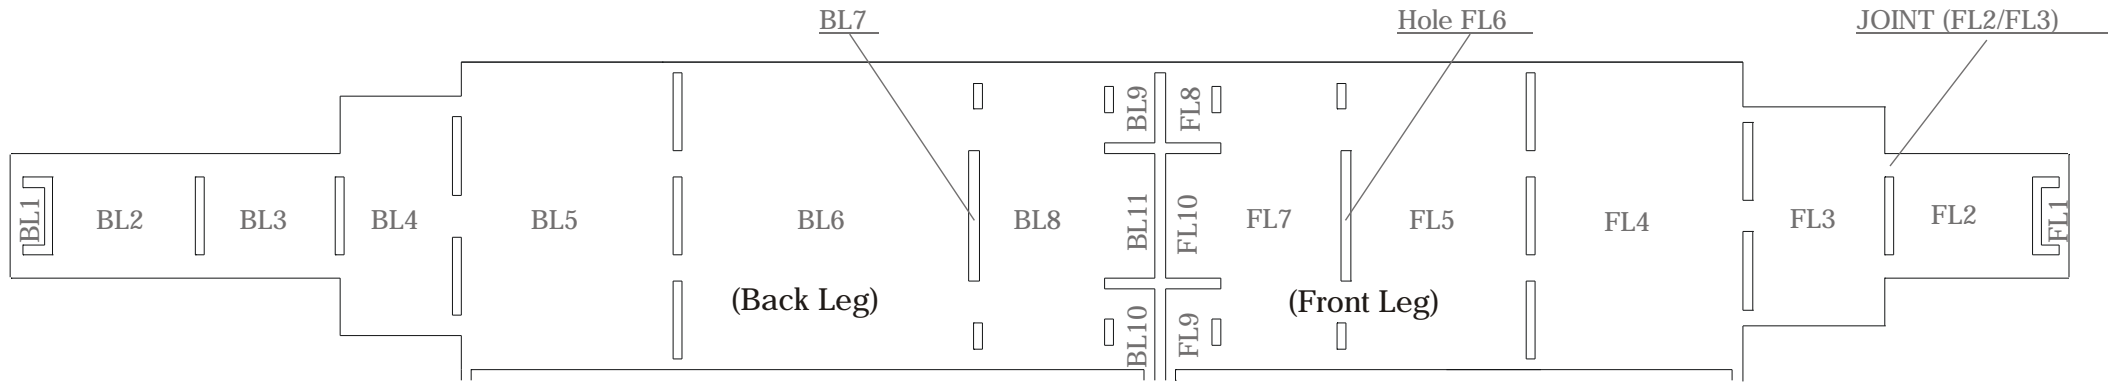 BL7
Hole FL6
JOINT (FL2/FL3)
BL9
FL8
BL1
BL2
BL3
BL4
BL5
BL6
BL8
BL11
FL10
FL7
FL5
FL4
FL3
FL2
FL1
(Back Leg)
(Front Leg)
BL10
FL9